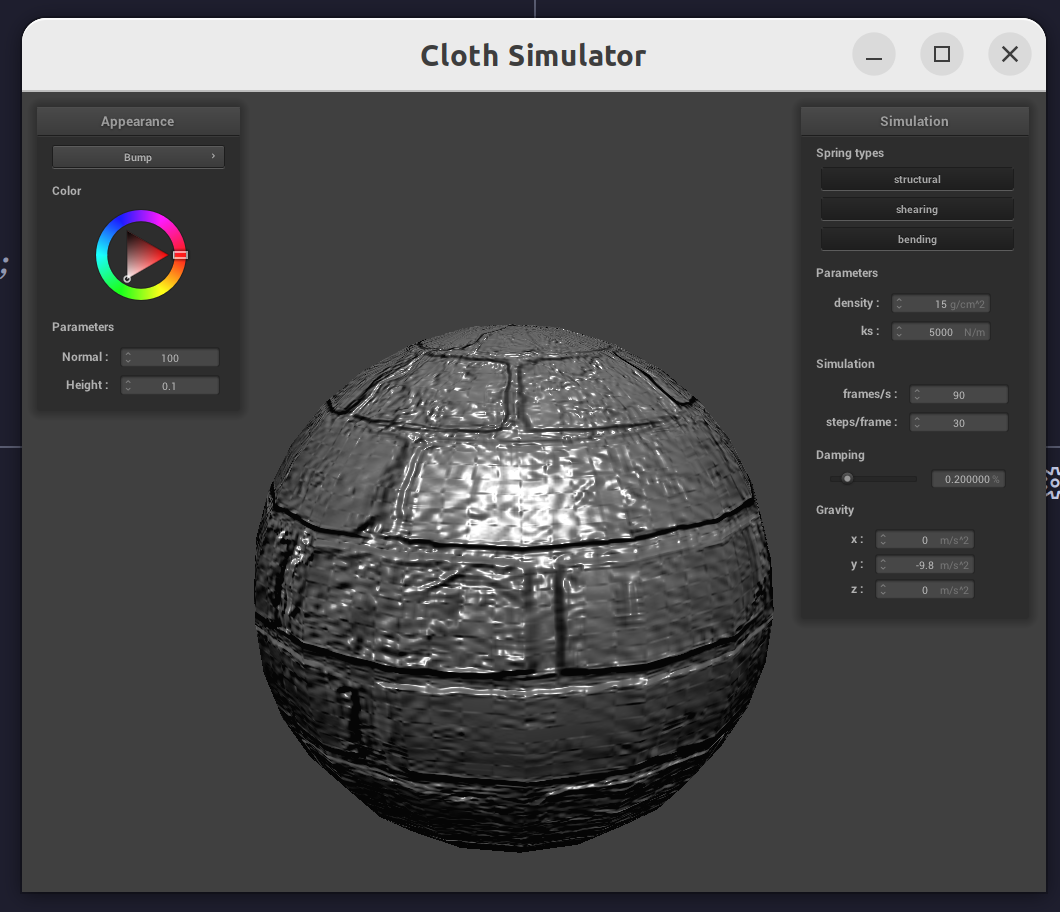 Cloth Simulator
Appearance
Bump
Color
Parameters
Normal : 100
Height : 0.1
Simulation
Spring types
structural
shearing
bending
Parameters
density : 15 g/cm^2
ks : 5000 N/m
Simulation
frames/s : 90
steps/frame : 30
Damping
0.200000 %
Gravity
x : 0 m/s^2
y : -9.8 m/s^2
z : 0 m/s^2
;